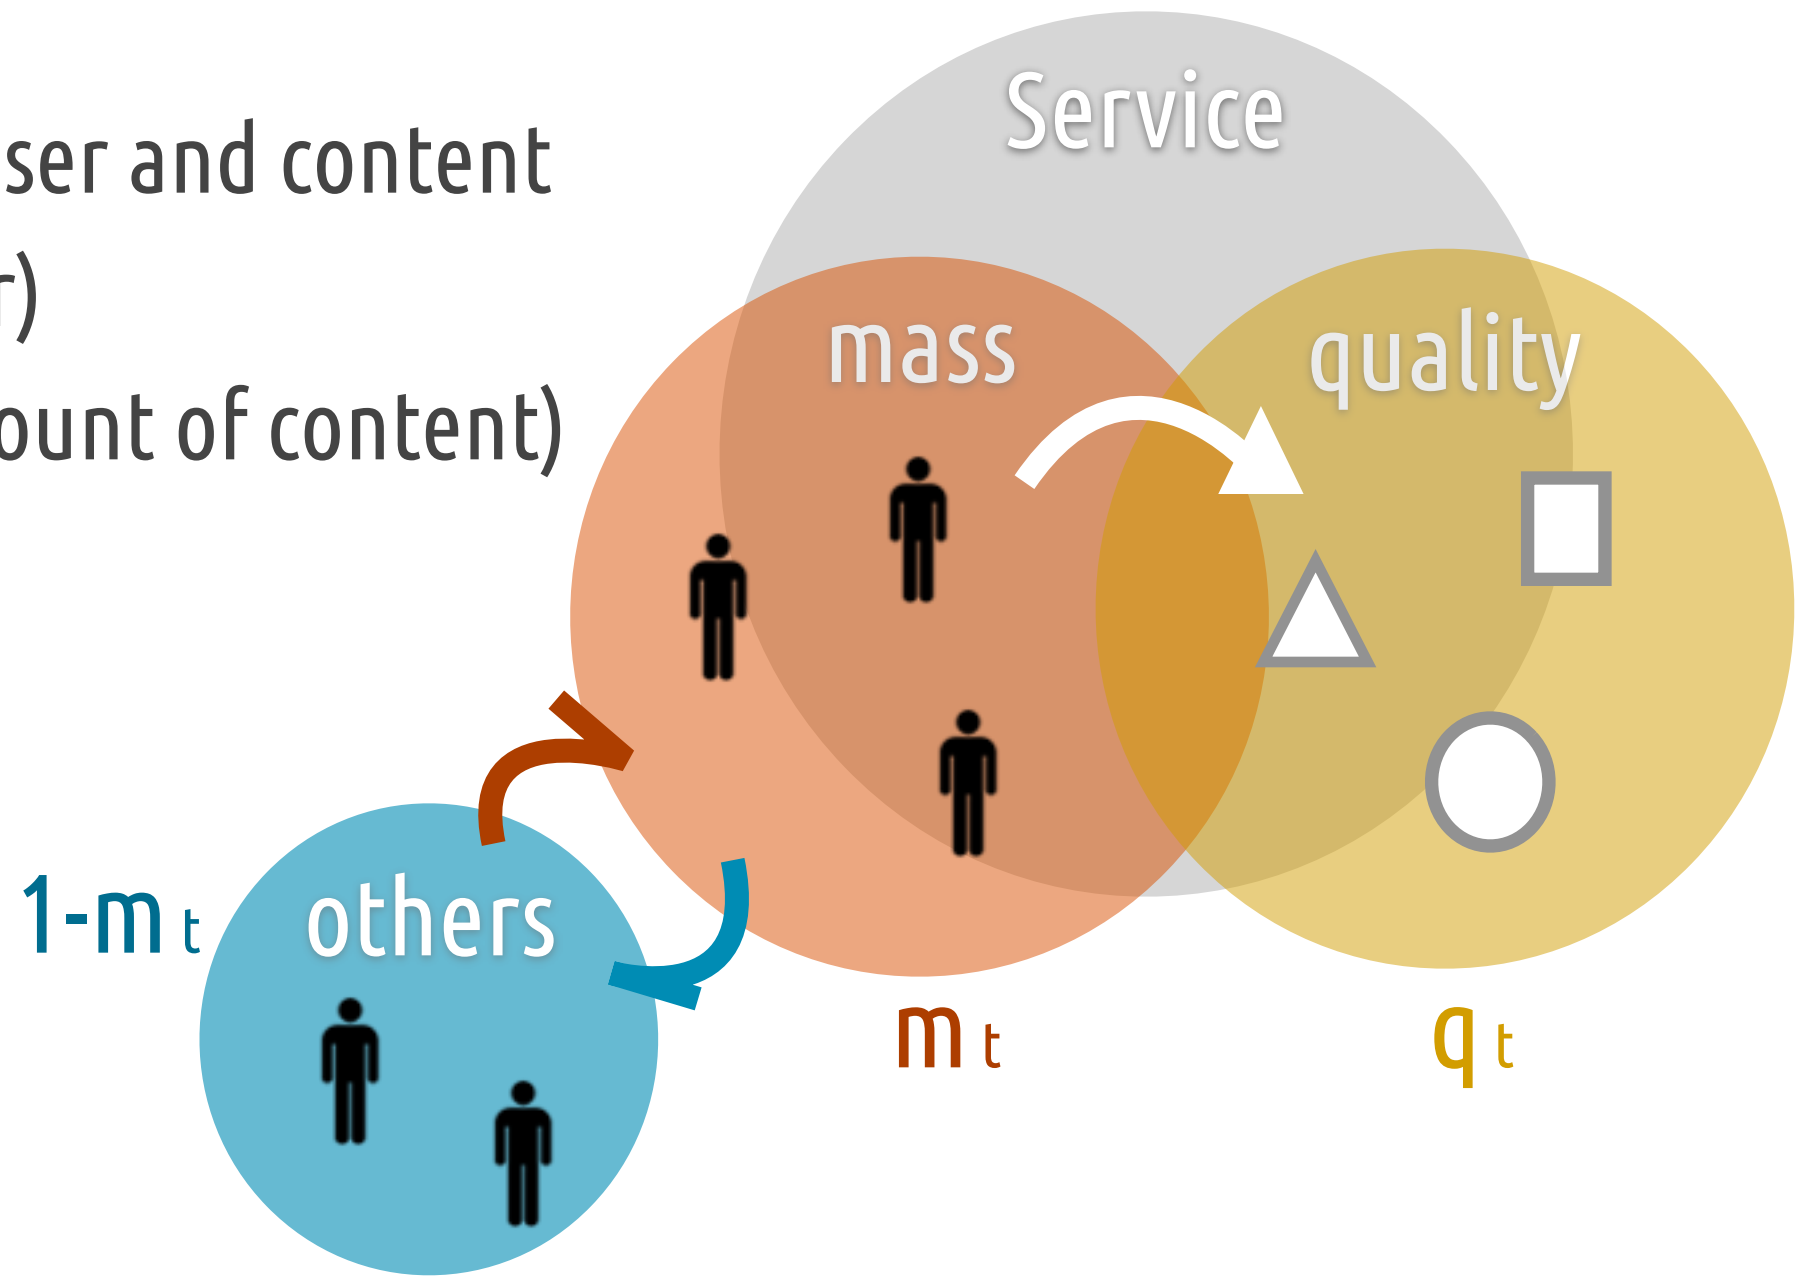 Service
ser and content
r)
ount of content)
mass
quality
others
1-m t
m t
q t